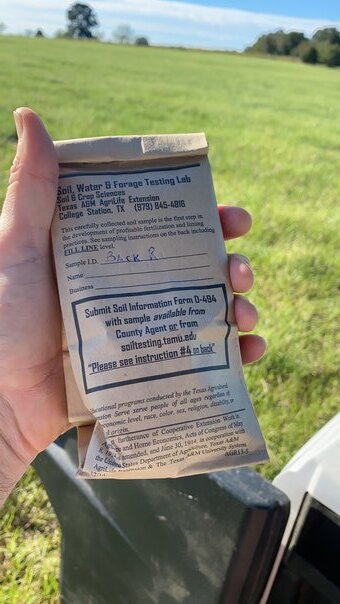 Soil, Water & Forage Testing Lab
Soil & Crop Sciences
Texas A&M AgriLife Extension
College Station, TX (979) 845-4816
This carefully collected soil sample is the first step in
the development of profitable fertilization and liming
practices. See sampling instructions on the back including
FILL LINE level.
Sample I.D. Back
Name
Business
Submit Soil Information Form D-494
with sample available from
County Agent or from
soiltesting.tamu.edu
"Please see instruction #4 on back"
Educational programs conducted by the Texas AgriLife
Extension Serve people of all ages regardless of
economic level, race, color, sex, religion, disability, or
origin.
furtherance of Cooperative Extension Work in
and Home Economics, Acts of Congress of May
8, amended, and June 30, 1914, in cooperation with
the United States Department of Agriculture, Texas A&M
AgriLife Extension & The Texas A&M University System
AGR13-5